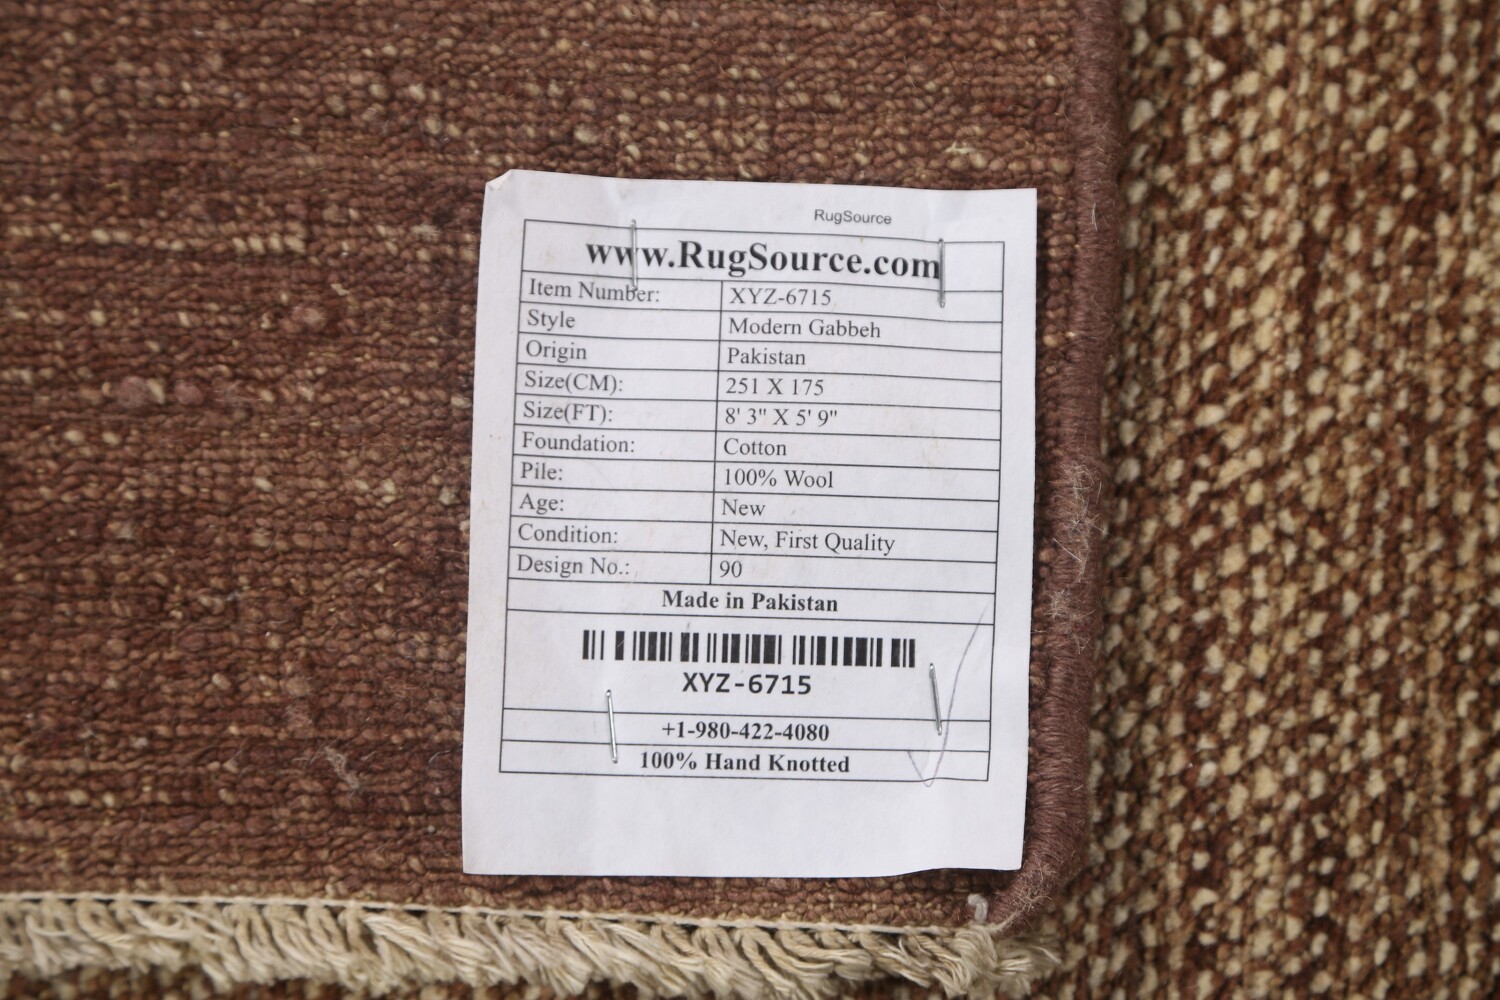 RugSource
www.RugSource.com
Item Number: XYZ-6715
Style Modern Gabbeh
Origin Pakistan
Size(CM): 251 X 175
Size(FT): 8' 3" X 5' 9"
Foundation: Cotton
Pile: 100% Wool
Age: New
Condition: New, First Quality
Design No.: 90
Made in Pakistan
XYZ-6715
+1-980-422-4080
100% Hand Knotted